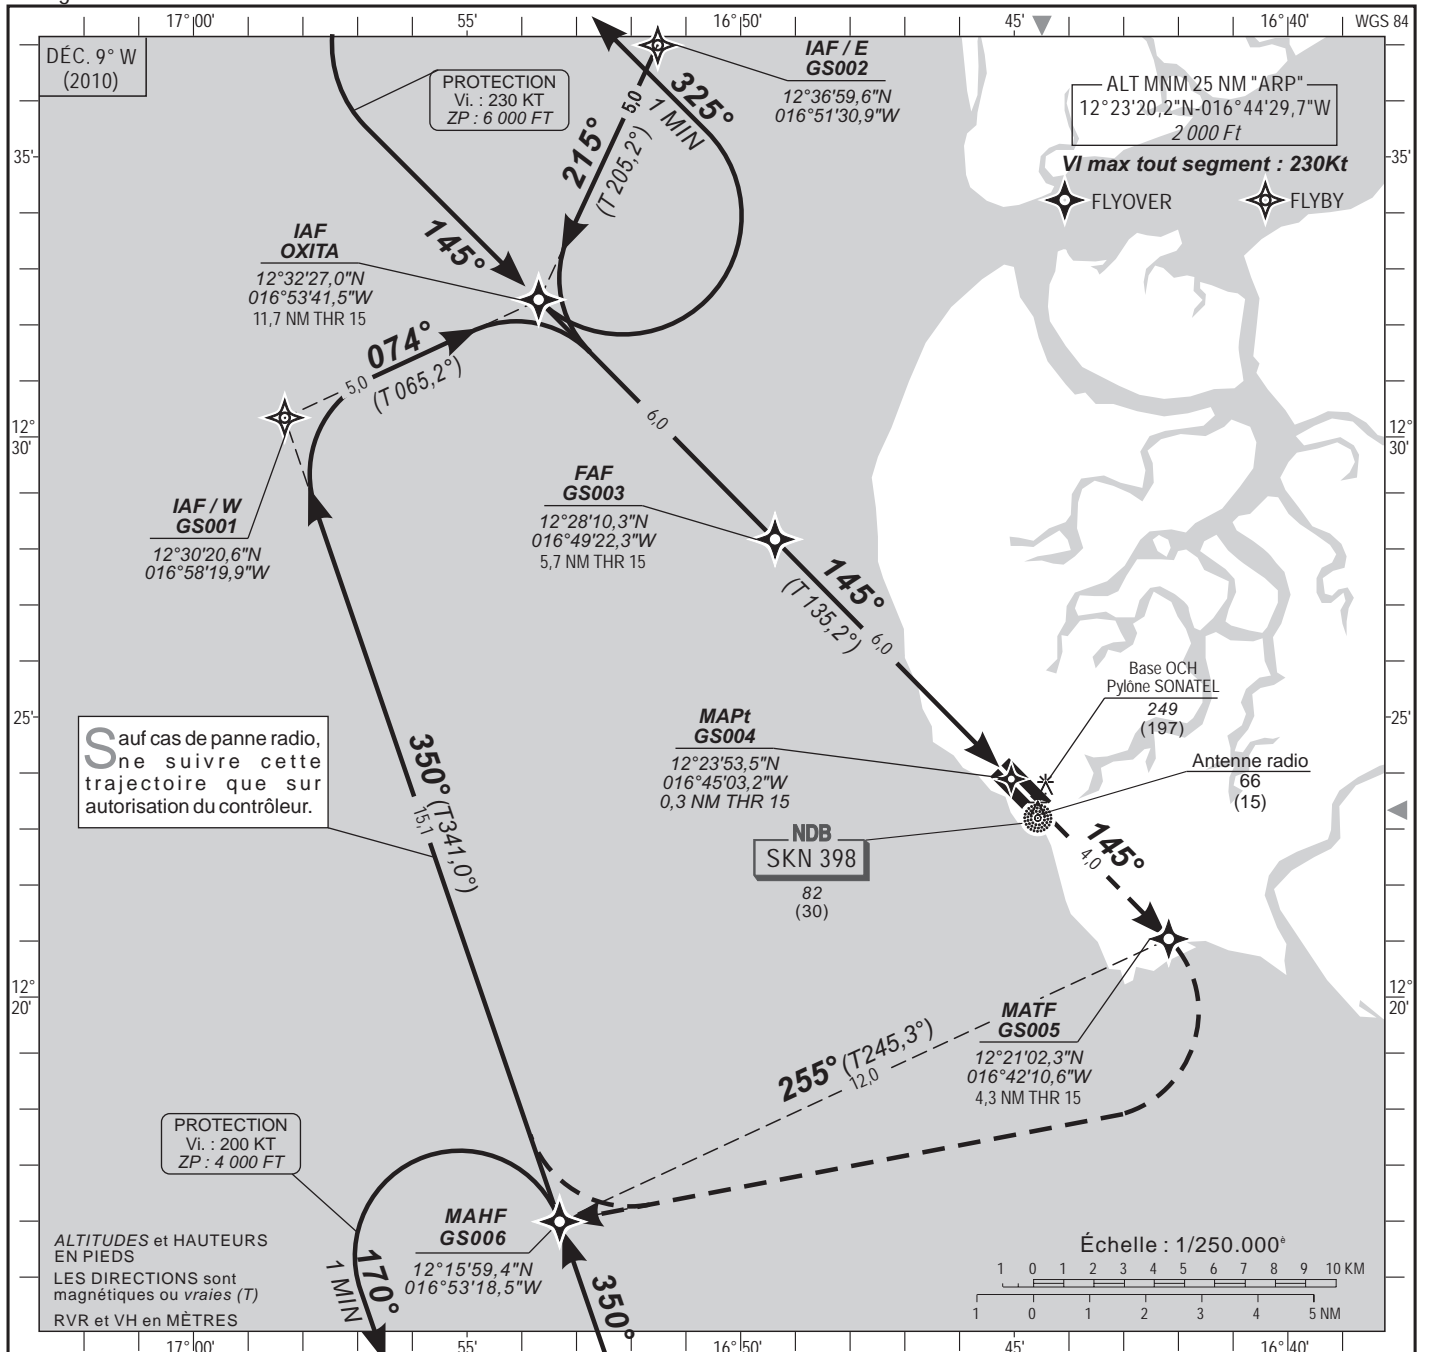 17°00' 55' 16°50' 45' 16°40' WGS 84
DÉC. 9° W
(2010)
PROTECTION
Vi. : 230 KT
ZP : 6 000 FT
325°
1 MIN
IAF / E
GS002
12°36'59,6"N
016°51'30,9"W
ALT MNM 25 NM "ARP"
12°23'20,2"N-016°44'29,7"W
2 000 Ft
VI max tout segment : 230Kt
FLYOVER
FLYBY
35'
35'
5,0
215°
(T 205,2°)
145°
IAF
OXITA
12°32'27,0"N
016°53'41,5"W
11,7 NM THR 15
074°
5,0
(T 065,2°)
6,0
12°
30'
12°
30'
IAF / W
GS001
12°30'20,6"N
016°58'19,9"W
FAF
GS003
12°28'10,3"N
016°49'22,3"W
5,7 NM THR 15
145°
(T 135,2°)
6,0
Base OCH
Pylône SONATEL
249
(197)
25'
25'
Sauf cas de panne radio,
ne suivre cette
trajectoire que sur
autorisation du contrôleur.
350° (T341,0°)
15,1
MAPt
GS004
12°23'53,5"N
016°45'03,2"W
0,3 NM THR 15
Antenne radio
66
(15)
NDB
SKN 398
82
(30)
145°
4,0
12°
20'
12°
20'
MATF
GS005
12°21'02,3"N
016°42'10,6"W
4,3 NM THR 15
255° (T245,3°)
12,0
PROTECTION
Vi. : 200 KT
ZP : 4 000 FT
MAHF
GS006
12°15'59,4"N
016°53'18,5"W
170°
1 MIN
350°
ALTITUDES et HAUTEURS
EN PIEDS
LES DIRECTIONS sont
magnétiques ou vraies (T)
RVR et VH en MÈTRES
Échelle : 1/250.000è
1 0 1 2 3 4 5 6 7 8 9 10 KM
1 0 1 2 3 4 5 NM
17°00' 55' 16°50' 45' 16°40'